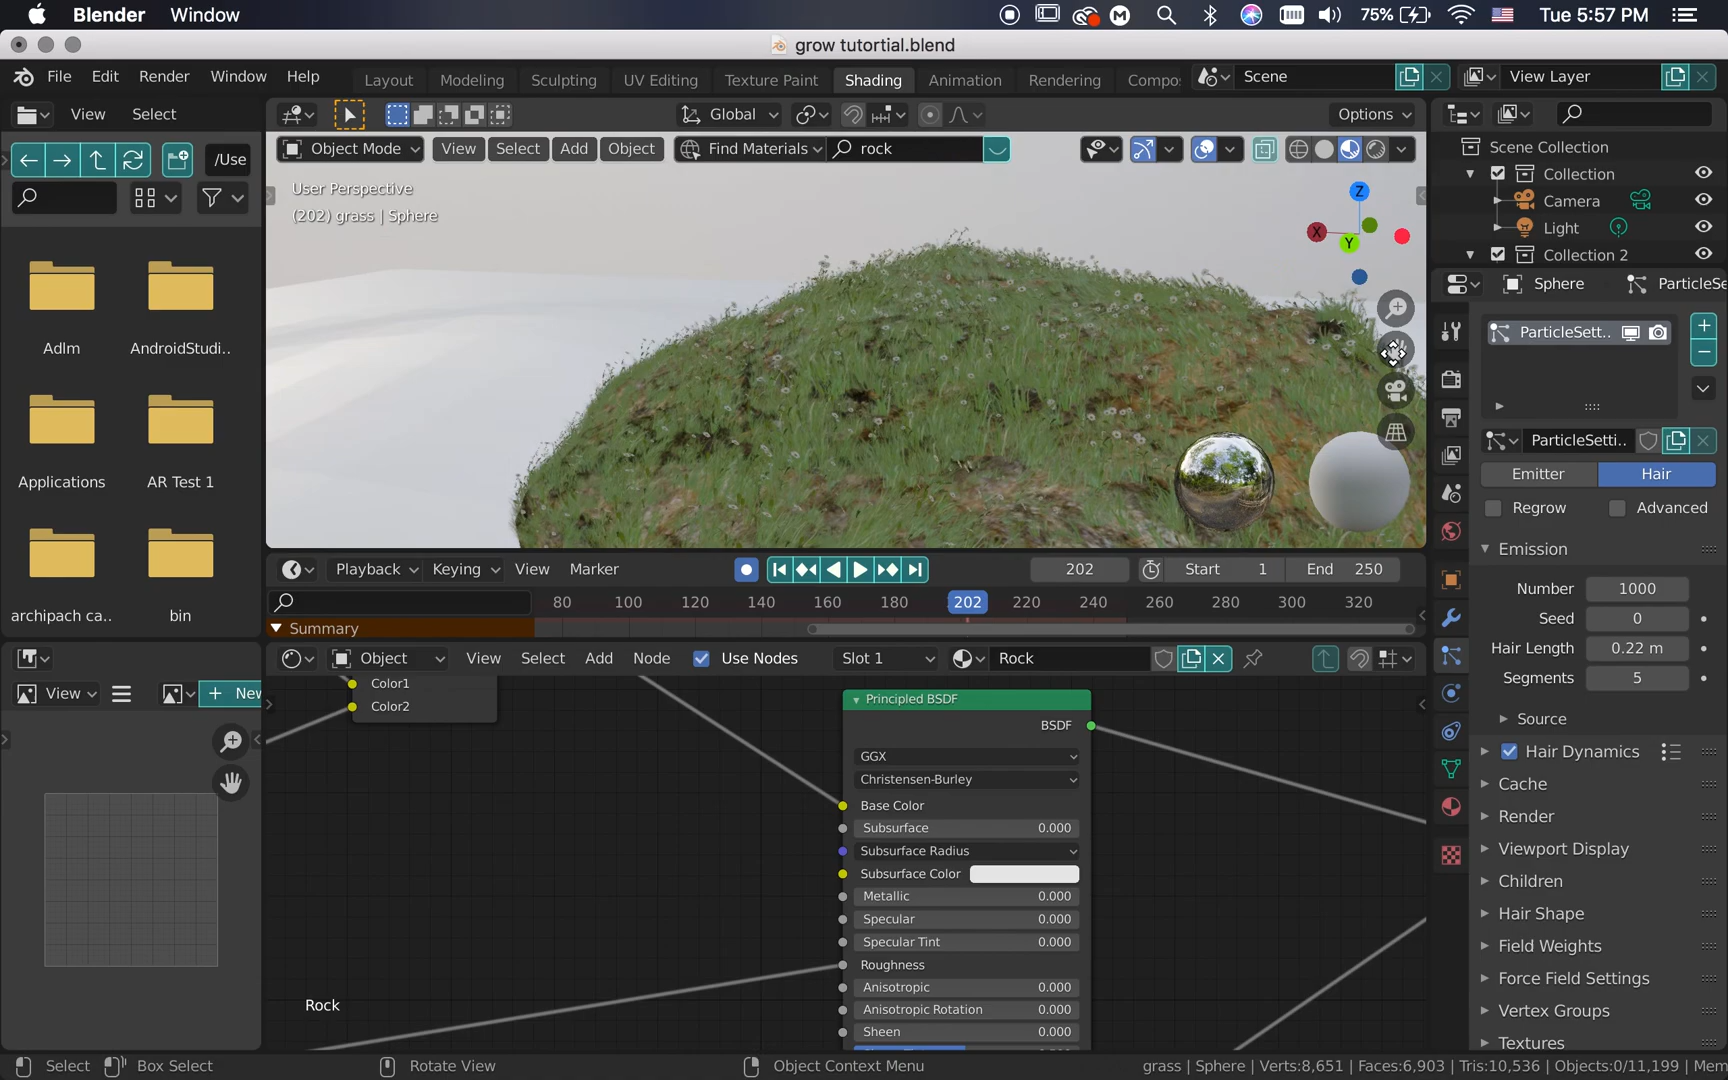 Blender Window 75% Tue 5:57 PM
grow tutortial.blend
File Edit Render Window Help Layout Modeling Sculpting UV Editing Texture Paint Shading Animation Rendering Compo Scene View Layer
View Select Global Options
/Use Object Mode View Select Add Object Find Materials rock Scene Collection
Collection
User Perspective
(202) grass | Sphere
Z
X
Y
Camera
Light
Collection 2
Sphere ParticleSe
ParticleSett..
Adlm AndroidStudi..
ParticleSetti..
Emitter Hair
Applications AR Test 1
Regrow Advanced
Emission
Playback Keying View Marker 202 Start 1 End 250
Number 1000
80 100 120 140 160 180 202 220 240 260 280 300 320
Seed 0
archipach ca.. bin
Summary
Hair Length 0.22 m
Object View Select Add Node Use Nodes Slot 1 Rock
Segments 5
View New
Color1
Color2
Principled BSDF
BSDF
Source
Hair Dynamics
GGX
Christensen-Burley
Cache
Base Color
Render
Subsurface 0.000
Subsurface Radius
Viewport Display
Subsurface Color
Children
Metallic 0.000
Specular 0.000
Hair Shape
Specular Tint 0.000
Field Weights
Roughness
Force Field Settings
Anisotropic 0.000
Rock
Anisotropic Rotation 0.000
Vertex Groups
Sheen 0.000
Textures
Select Box Select Rotate View Object Context Menu grass | Sphere | Verts:8,651 | Faces:6,903 | Tris:10,536 | Objects:0/11,199 | Mem